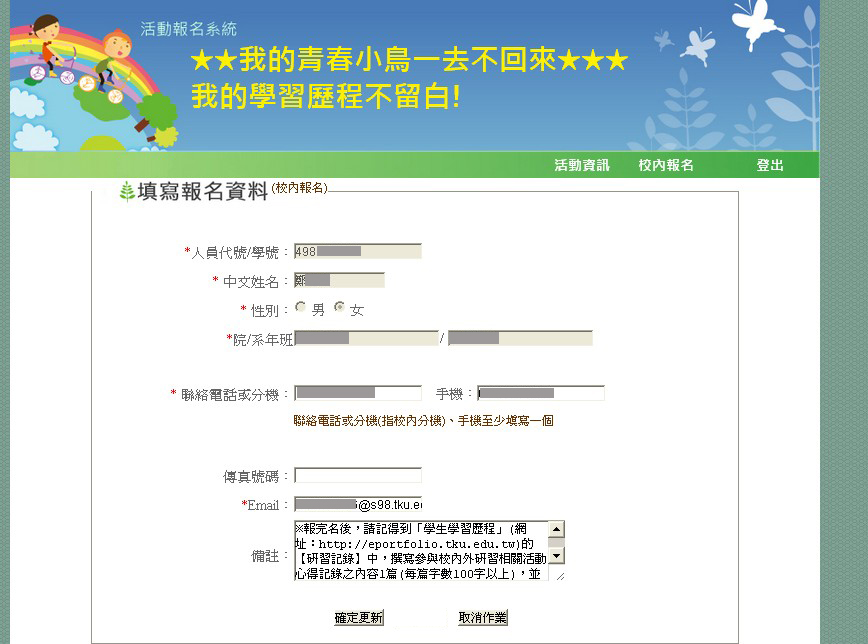 活動報名系統
★★我的青春小鳥一去不回來★★★
我的學習歷程不留白!
活動資訊 校內報名 登出
填寫報名資料(校內報名)
*人員代號/學號：498
*中文姓名：鄭
*性別：男 女
*院/系年班 /
*聯絡電話或分機： 手機：
聯絡電話或分機(指校內分機)、手機至少填寫一個
傳真號碼：
*Email：@s98.tku.e
備註：
※報完名後，請記得到「學生學習歷程」(網
址：http://eportfolio.tku.edu.tw)的
【研習記錄】中，撰寫參與校內外研習相關活動
心得記錄之內容1篇(每篇字數100字以上)，並
確定更新 取消作業